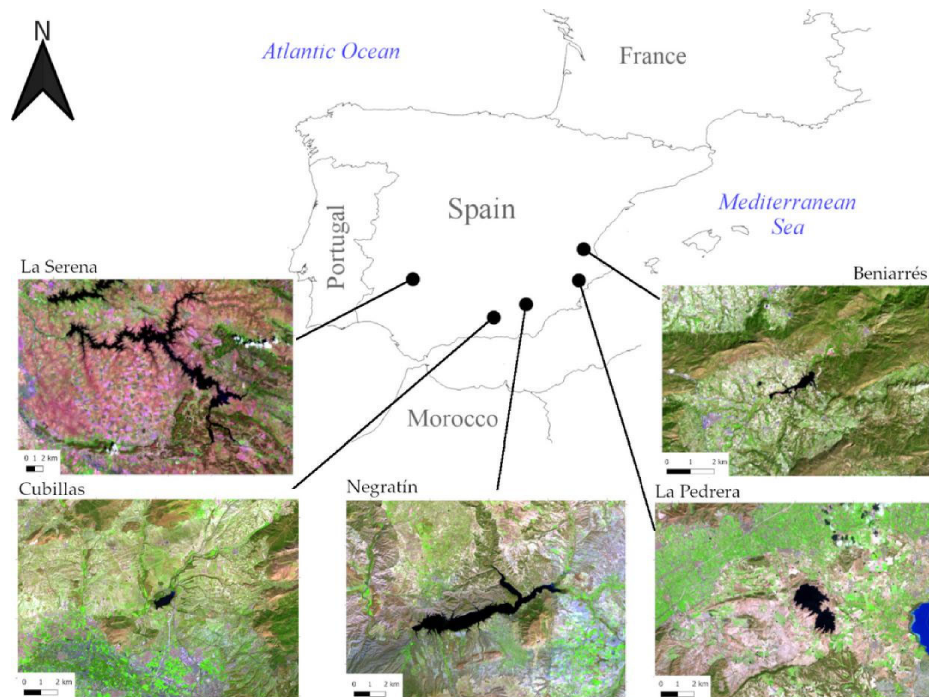 N
Atlantic Ocean
France
Mediterranean
Sea
Spain
Portugal
Morocco
La Serena
0 1 2 km
Beniarrés
0 1 2 km
Cubillas
0 1 2 km
Negratín
0 1 2 km
La Pedrera
0 1 2 km